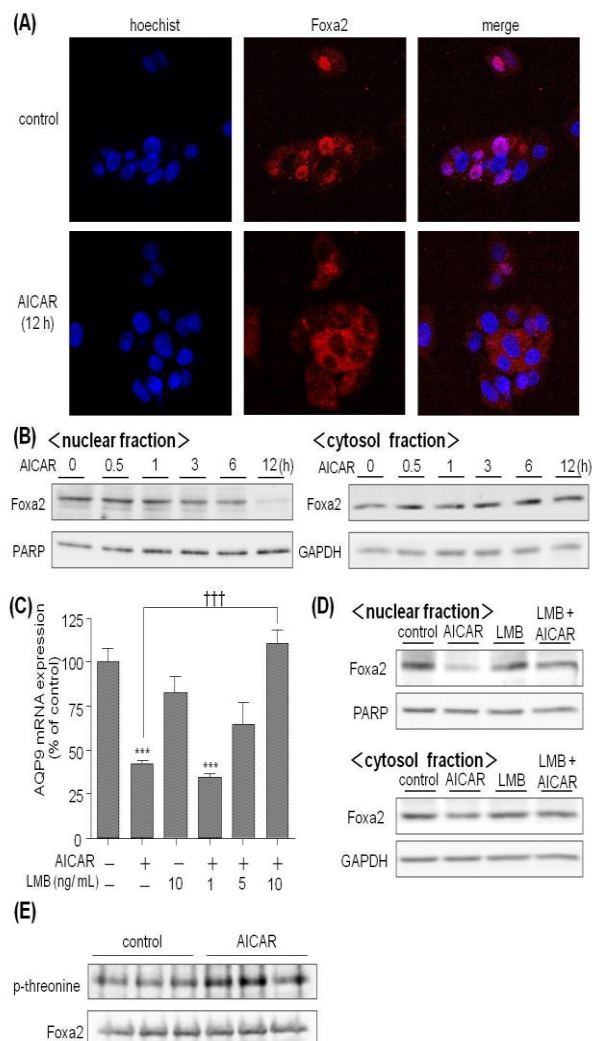 (A)
hoechist Foxa2 merge
control
AICAR
(12 h)
(B) <nuclear fraction> <cytosol fraction>
AICAR 0 0.5 1 3 6 12(h) AICAR 0 0.5 1 3 6 12(h)
Foxa2 Foxa2
PARP GAPDH
(C)
AQP9 mRNA expression
(% of control)
125
100
75
50
25
0
*** *** †††
AICAR − + − + + +
LMB (ng/mL) − − 10 1 5 10
(D) <nuclear fraction>
control AICAR LMB LMB +
AICAR
Foxa2
PARP
<cytosol fraction>
control AICAR LMB LMB +
AICAR
Foxa2
GAPDH
(E)
control AICAR
p-threonine
Foxa2